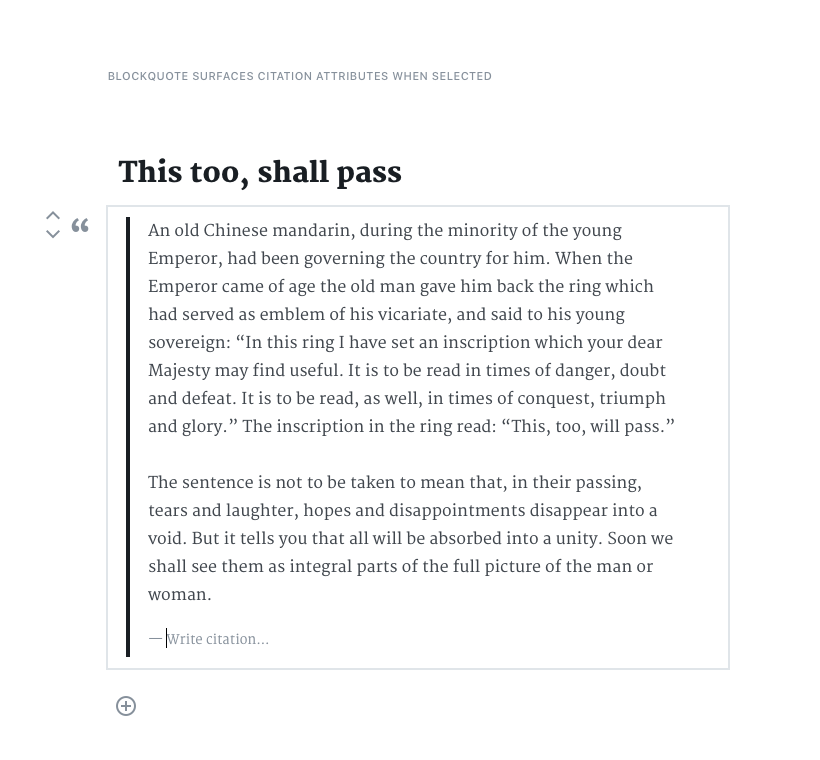 BLOCKQUOTE SURFACES CITATION ATTRIBUTES WHEN SELECTED
This too, shall pass
An old Chinese mandarin, during the minority of the young
Emperor, had been governing the country for him. When the
Emperor came of age the old man gave him back the ring which
had served as emblem of his vicariate, and said to his young
sovereign: “In this ring I have set an inscription which your dear
Majesty may find useful. It is to be read in times of danger, doubt
and defeat. It is to be read, as well, in times of conquest, triumph
and glory.” The inscription in the ring read: “This, too, will pass.”
The sentence is not to be taken to mean that, in their passing,
tears and laughter, hopes and disappointments disappear into a
void. But it tells you that all will be absorbed into a unity. Soon we
shall see them as integral parts of the full picture of the man or
woman.
— Write citation…